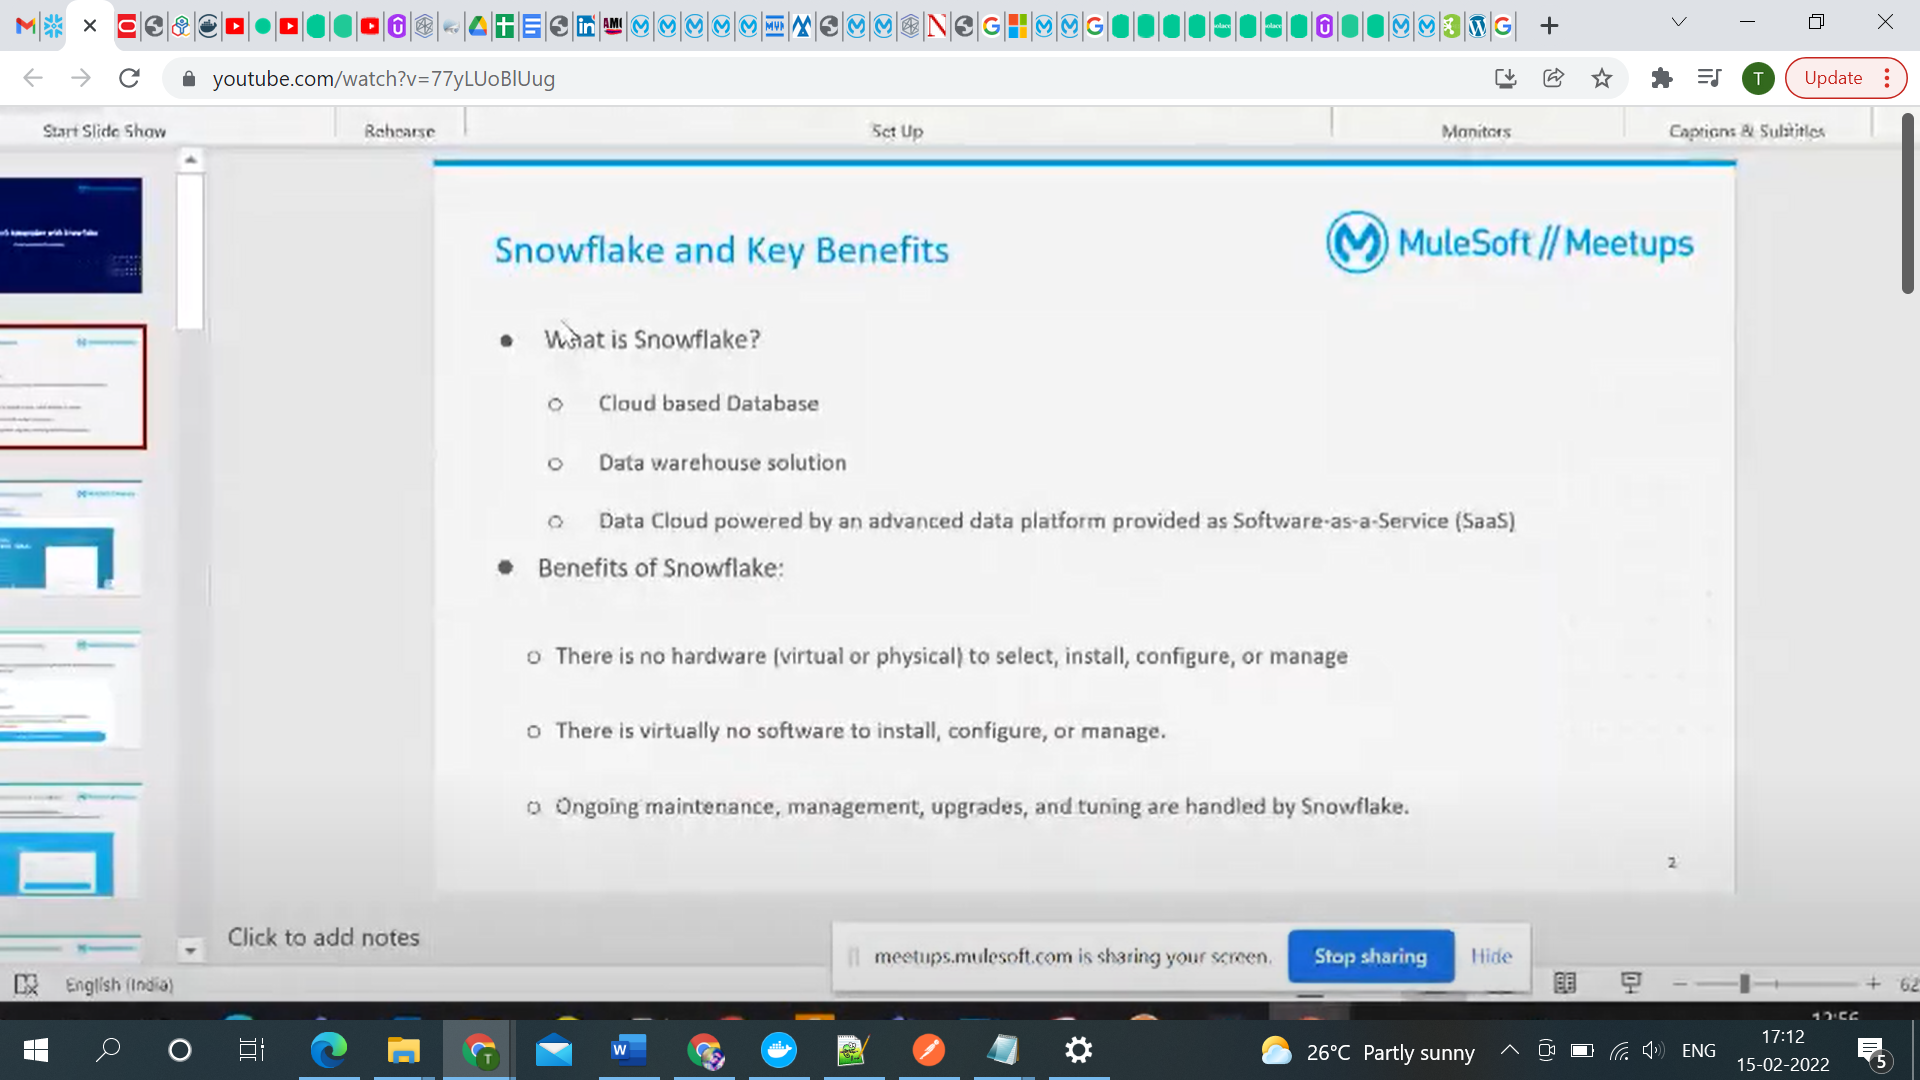 youtube.com/watch?v=77yLUoBlUug
T
Update
Start Slide Show
Rehearse
Set Up
Monitors
Captions & Subtitles
Snowflake and Key Benefits
MuleSoft // Meetups
What is Snowflake?
Cloud based Database
Data warehouse solution
Data Cloud powered by an advanced data platform provided as Software-as-a-Service (SaaS)
Benefits of Snowflake:
There is no hardware (virtual or physical) to select, install, configure, or manage
There is virtually no software to install, configure, or manage.
Ongoing maintenance, management, upgrades, and tuning are handled by Snowflake.
2
Click to add notes
meetups.mulesoft.com is sharing your screen.
Stop sharing
Hide
English (India)
62
12:56
26°C Partly sunny
ENG
17:12
15-02-2022
5